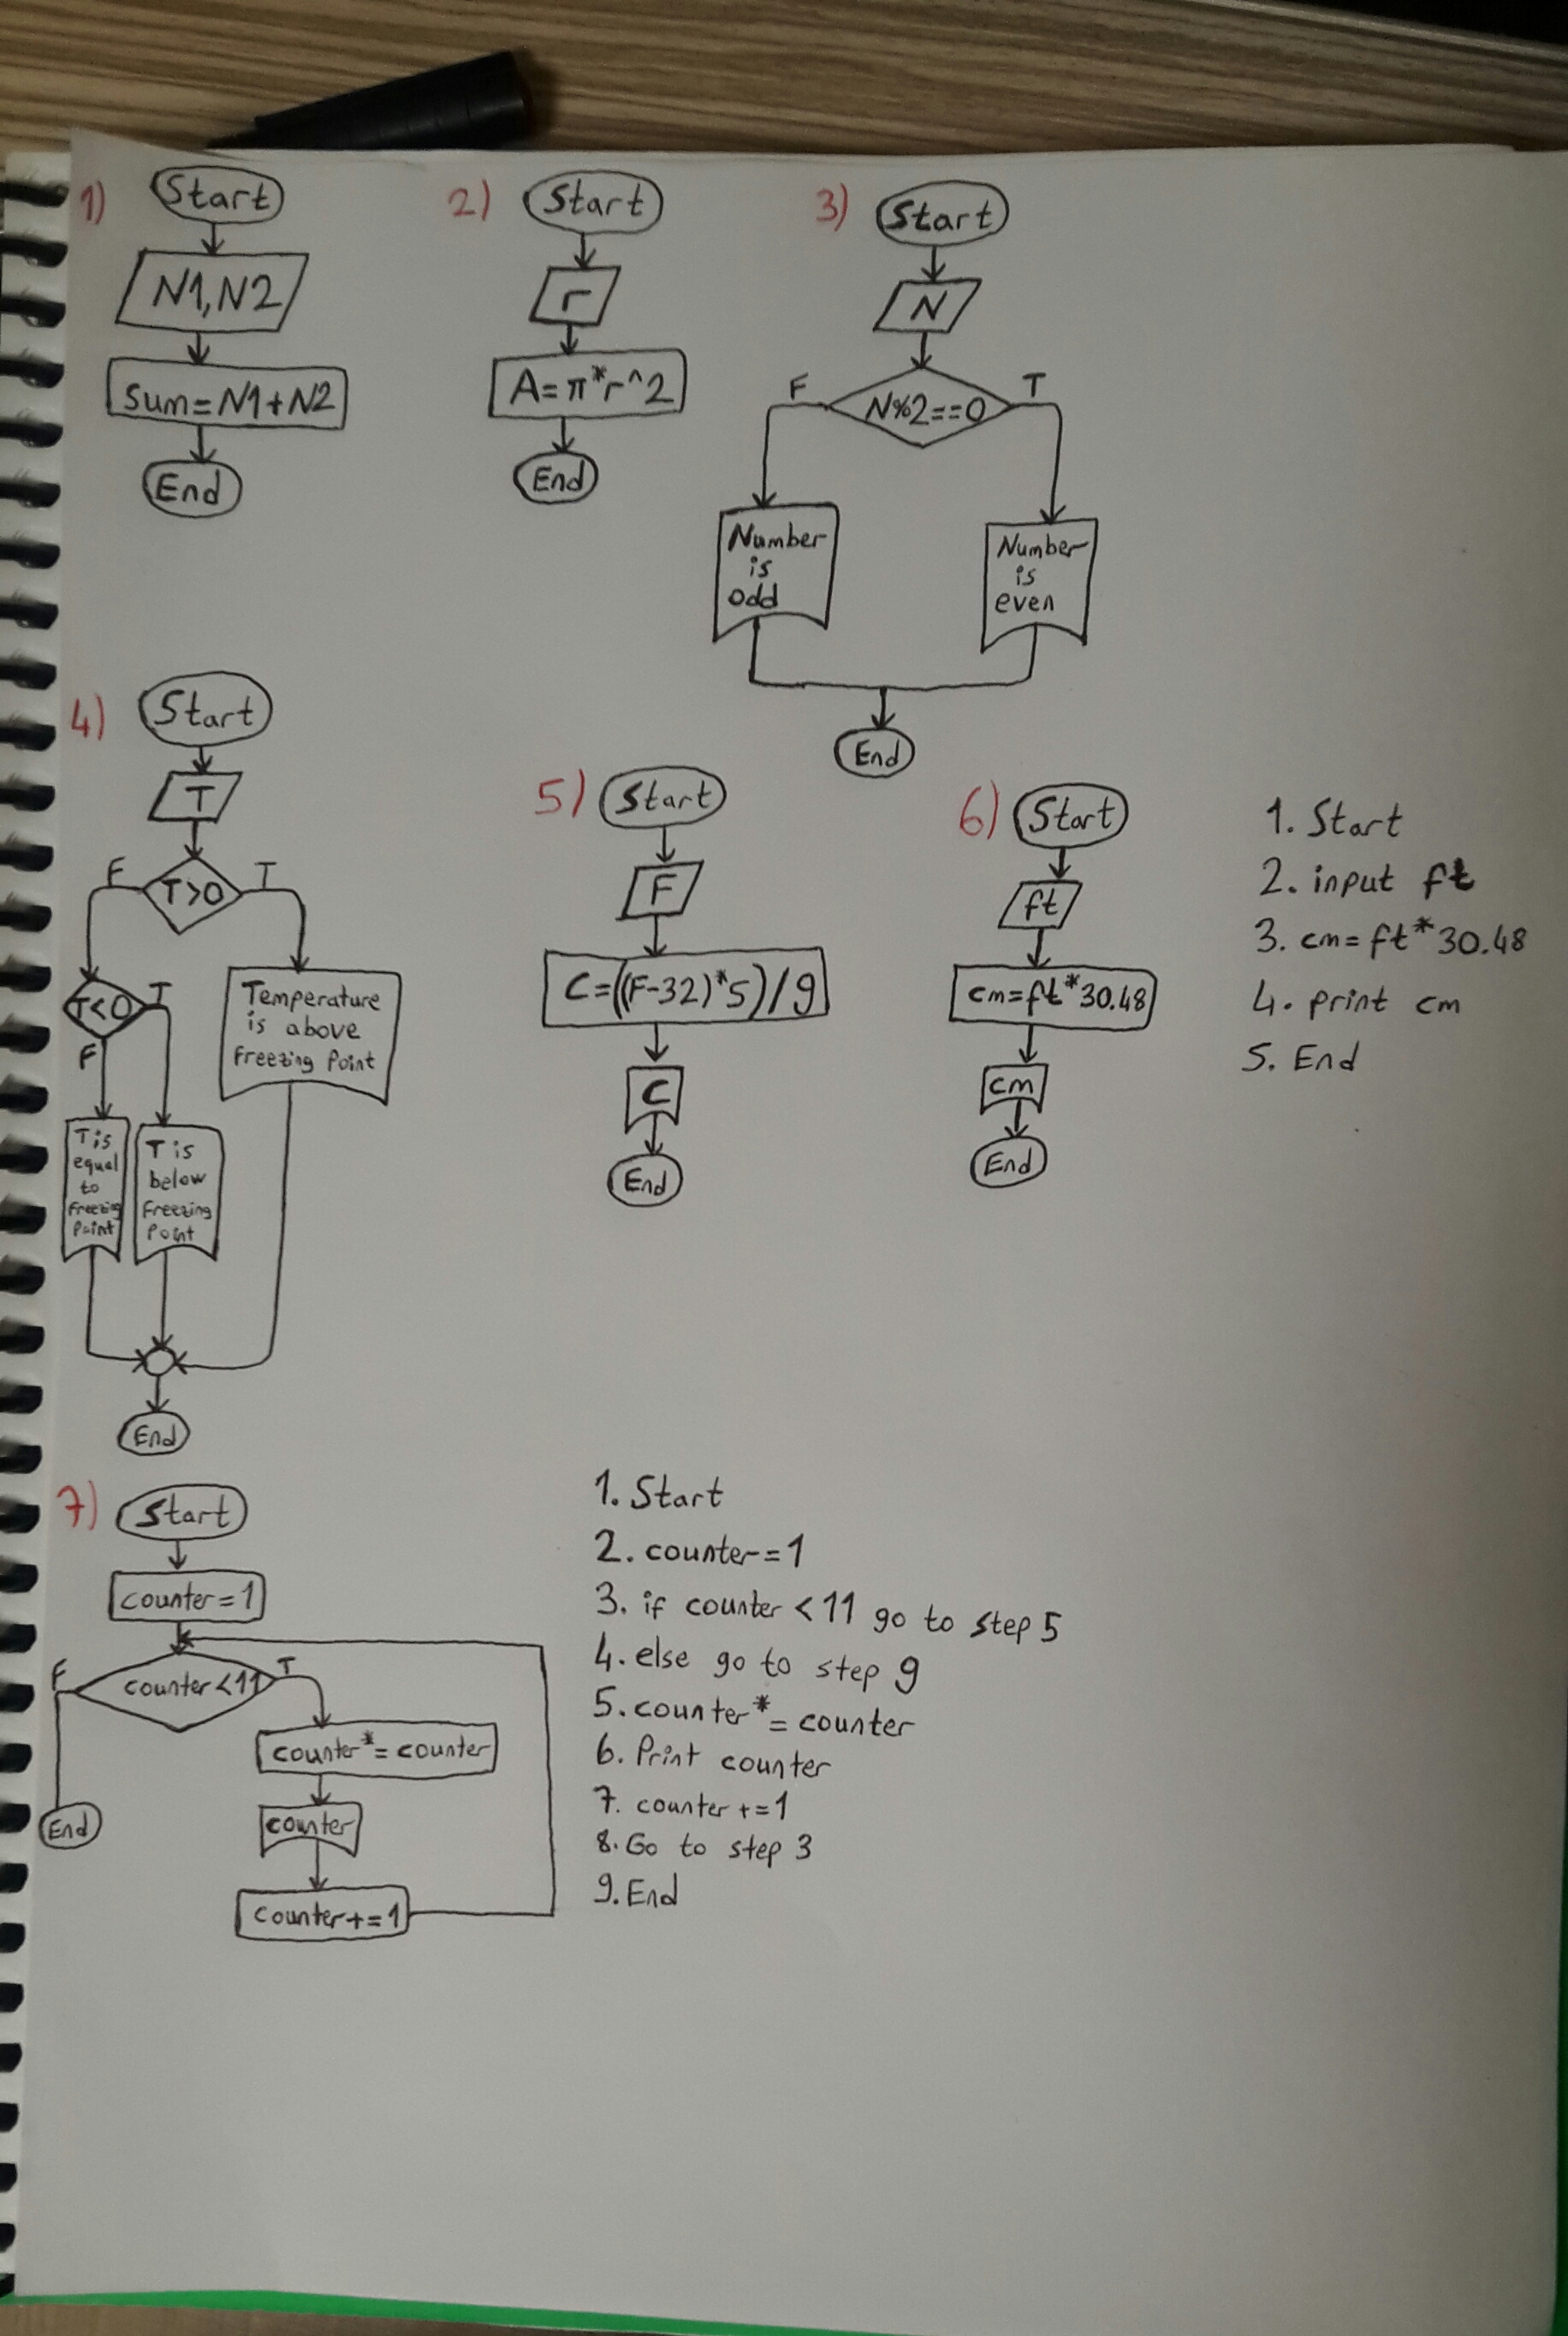 1)
Start
N1,N2
Sum=N1+N2
End
2)
Start
r
A=π*r^2
End
3)
Start
N
N%2==0
F
T
Number
is
odd
Number
is
even
End
4)
Start
T
T>0
F
T
T<0
T
F
Temperature
is above
Freezing Point
T is
equal
to
Freezing
Point
T is
below
Freezing
Point
End
5)
Start
F
C=((F-32)*5)/9
C
End
6)
Start
ft
cm=ft*30.48
cm
End
1. Start
2. input ft
3. cm=ft*30.48
4. print cm
5. End
7)
Start
counter=1
counter<11
F
T
counter*=counter
counter
counter+=1
End
1. Start
2. counter=1
3. if counter <11 go to step 5
4. else go to step 9
5. counter*=counter
6. Print counter
7. counter +=1
8. Go to step 3
9. End